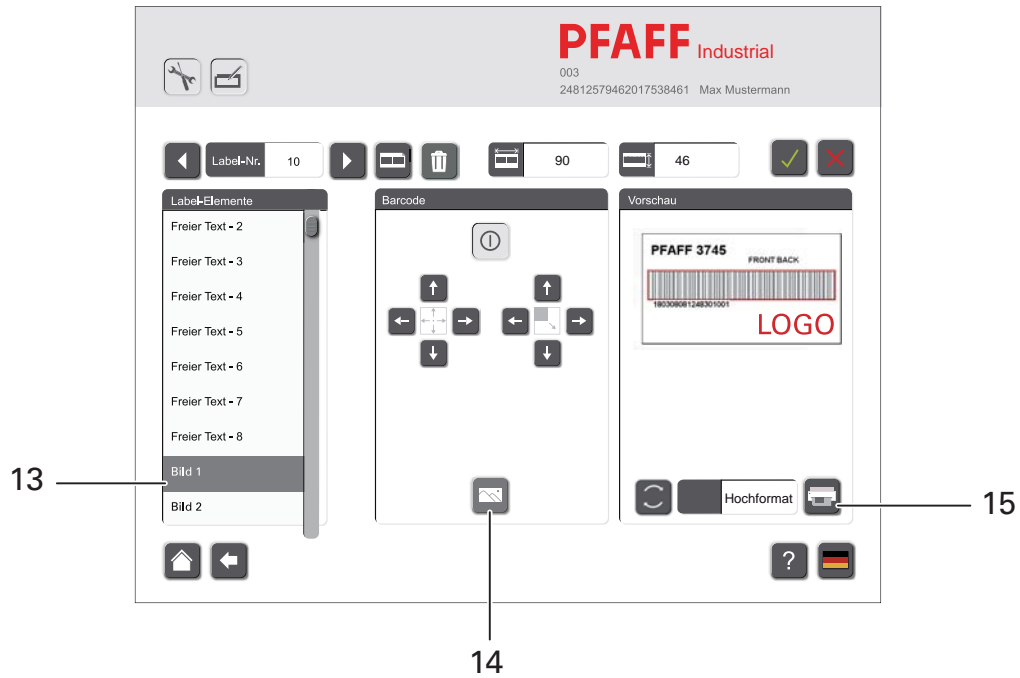 PFAFF Industrial
003
24812579462017538461 Max Mustermann
Label-Nr. 10
90
46
Label-Elemente
Freier Text - 2
Freier Text - 3
Freier Text - 4
Freier Text - 5
Freier Text - 6
Freier Text - 7
Freier Text - 8
Bild 1
Bild 2
13
Barcode
14
Vorschau
PFAFF 3745
FRONT BACK
180308081248301001
LOGO
Hochformat
15
?